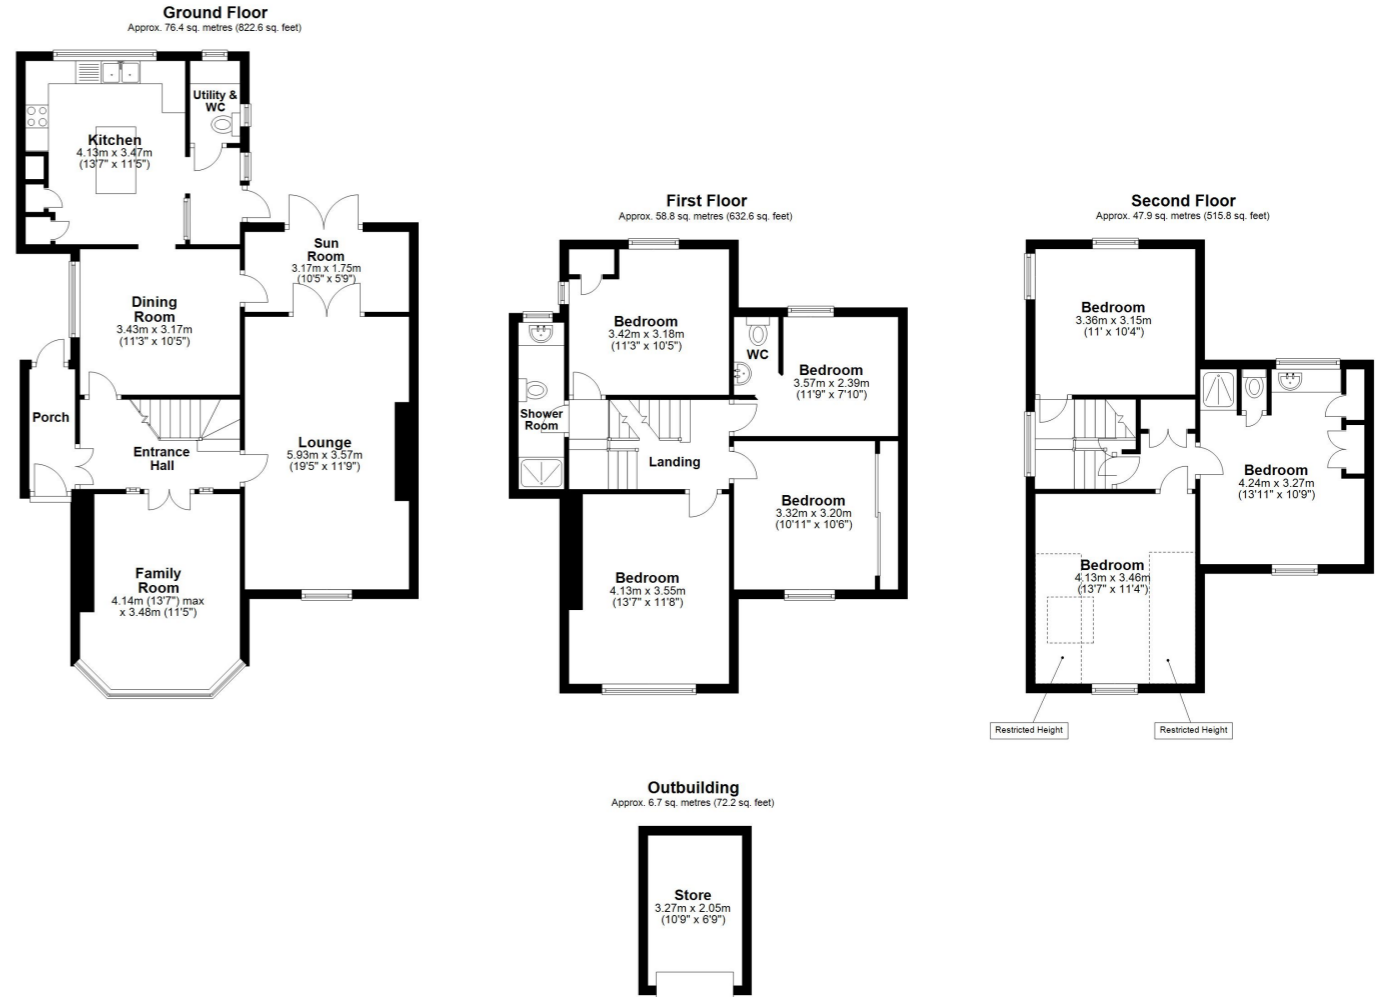 Ground Floor
Approx. 76.4 sq. metres (822.6 sq. feet)
Utility &
WC
Kitchen
4.13m x 3.47m
(13'7" x 11'5")
Sun
Room
3.17m x 1.75m
(10'5" x 5'9")
Dining
Room
3.43m x 3.17m
(11'3" x 10'5")
Porch
Entrance
Hall
Lounge
5.93m x 3.57m
(19'5" x 11'9")
Family
Room
4.14m (13'7") max
x 3.48m (11'5")
First Floor
Approx. 58.8 sq. metres (632.6 sq. feet)
Bedroom
3.42m x 3.18m
(11'3" x 10'5")
WC
Bedroom
3.57m x 2.39m
(11'9" x 7'10")
Shower
Room
Landing
Bedroom
3.32m x 3.20m
(10'11" x 10'6")
Bedroom
4.13m x 3.55m
(13'7" x 11'8")
Second Floor
Approx. 47.9 sq. metres (515.8 sq. feet)
Bedroom
3.36m x 3.15m
(11' x 10'4")
Bedroom
4.24m x 3.27m
(13'11" x 10'9")
Bedroom
4.13m x 3.46m
(13'7" x 11'4")
Restricted Height
Restricted Height
Outbuilding
Approx. 6.7 sq. metres (72.2 sq. feet)
Store
3.27m x 2.05m
(10'9" x 6'9")